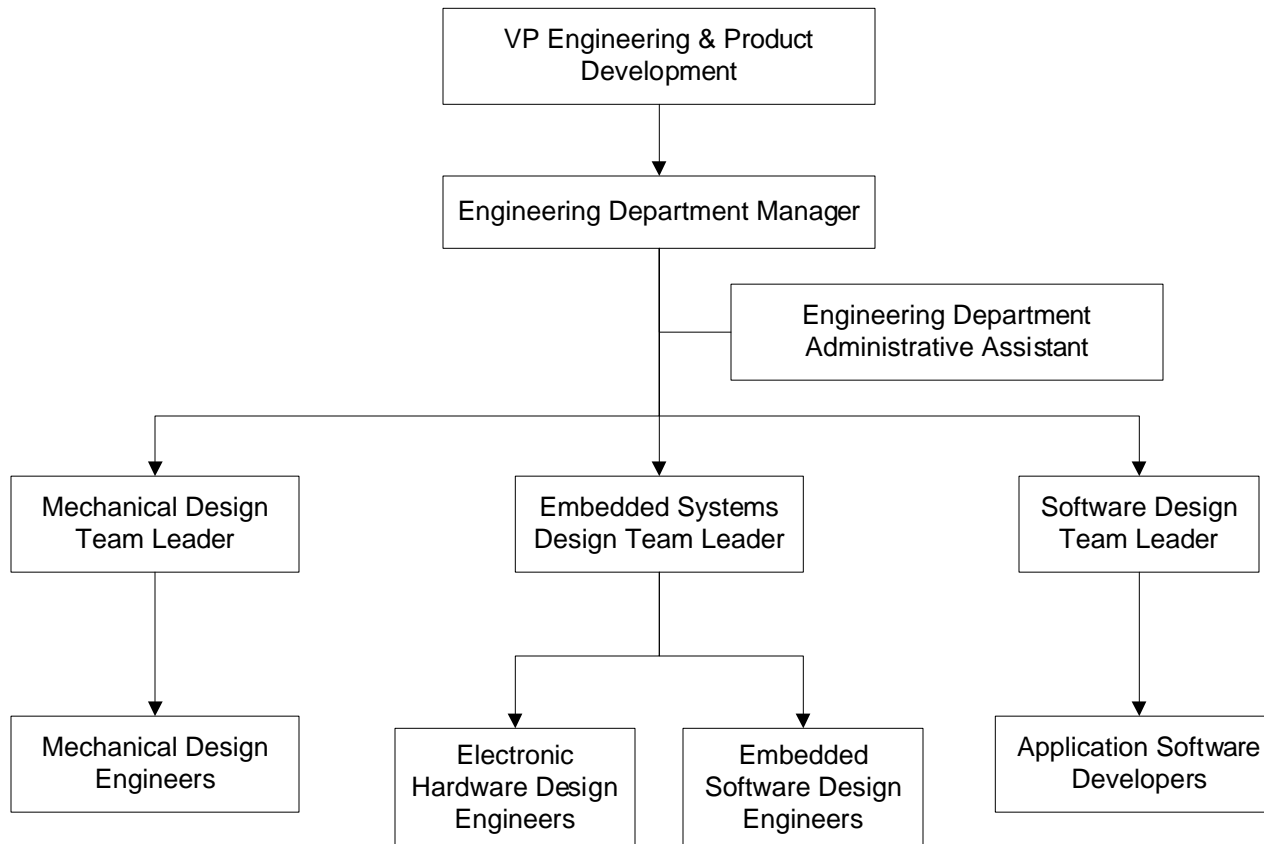 VP Engineering & Product
Development
Engineering Department Manager
Engineering Department
Administrative Assistant
Mechanical Design
Team Leader
Embedded Systems
Design Team Leader
Software Design
Team Leader
Mechanical Design
Engineers
Electronic
Hardware Design
Engineers
Embedded
Software Design
Engineers
Application Software
Developers